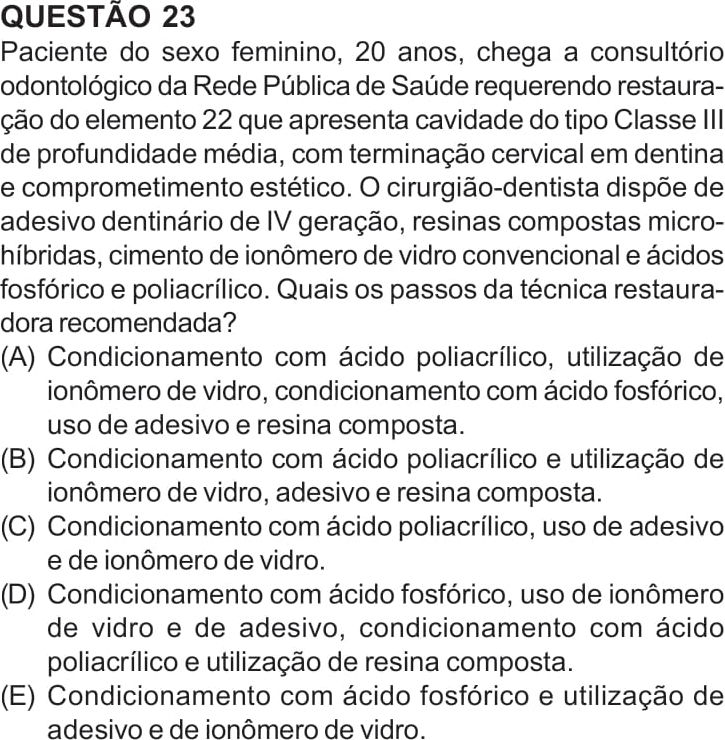 QUESTÃO 23
Paciente do sexo feminino, 20 anos, chega a consultório
odontológico da Rede Pública de Saúde requerendo restaura-
ção do elemento 22 que apresenta cavidade do tipo Classe III
de profundidade média, com terminação cervical em dentina
e comprometimento estético. O cirurgião-dentista dispõe de
adesivo dentinário de IV geração, resinas compostas micro-
híbridas, cimento de ionômero de vidro convencional e ácidos
fosfórico e poliacrílico. Quais os passos da técnica restaura-
dora recomendada?
(A) Condicionamento com ácido poliacrílico, utilização de
ionômero de vidro, condicionamento com ácido fosfórico,
uso de adesivo e resina composta.
(B) Condicionamento com ácido poliacrílico e utilização de
ionômero de vidro, adesivo e resina composta.
(C) Condicionamento com ácido poliacrílico, uso de adesivo
e de ionômero de vidro.
(D) Condicionamento com ácido fosfórico, uso de ionômero
de vidro e de adesivo, condicionamento com ácido
poliacrílico e utilização de resina composta.
(E) Condicionamento com ácido fosfórico e utilização de
adesivo e de ionômero de vidro.